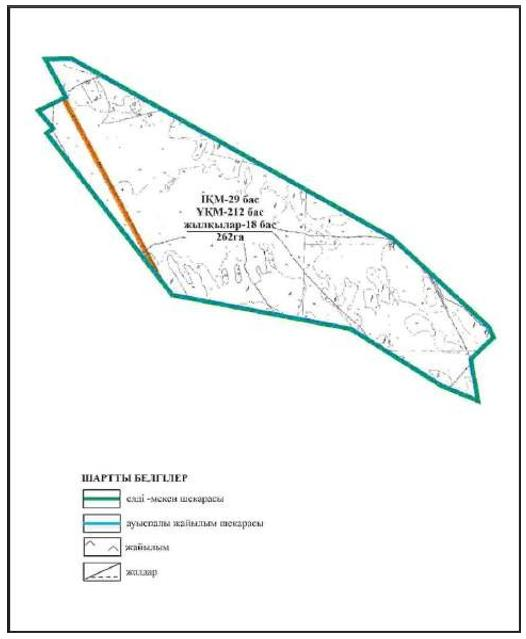 ІҚМ-29 бас
ҰҚМ-212 бас
жылқылар-18 бас
262га
ШАРТТЫ БЕЛГІЛЕР
елді -мекен шекарасы
ауыспалы жайылым шекарасы
жайылым
жолдар